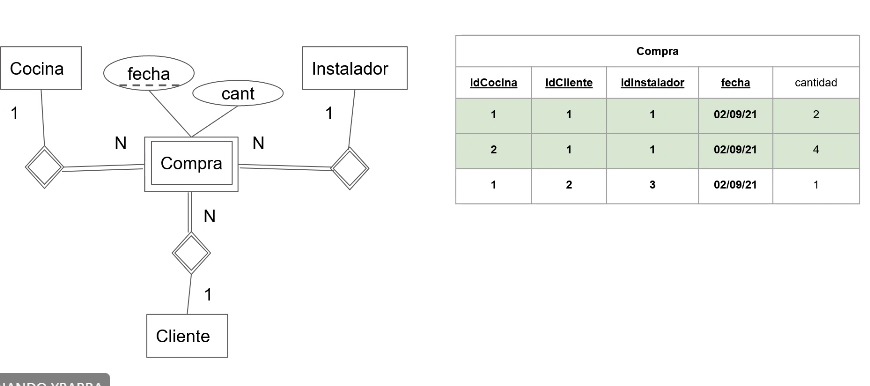 Cocina
fecha
cant
Instalador
1
1
N
N
Compra
N
1
Cliente
Compra
IdCocina IdCliente IdInstalador fecha cantidad
1 1 1 02/09/21 2
2 1 1 02/09/21 4
1 2 3 02/09/21 1